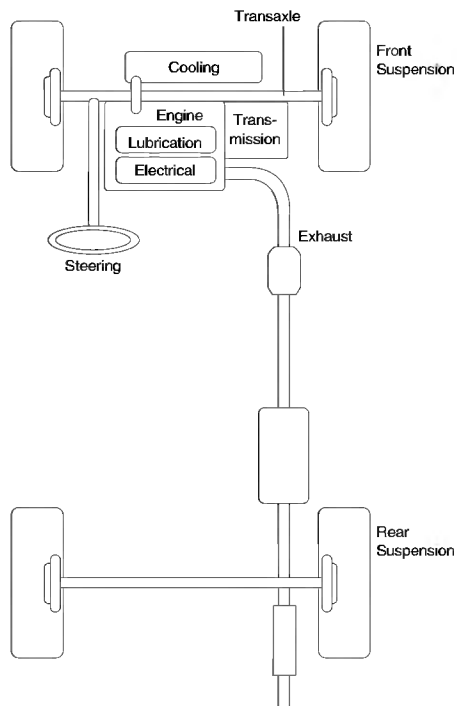 Transaxle
Front
Suspension
Cooling
Engine
Trans-
mission
Lubrication
Electrical
Exhaust
Steering
Rear
Suspension